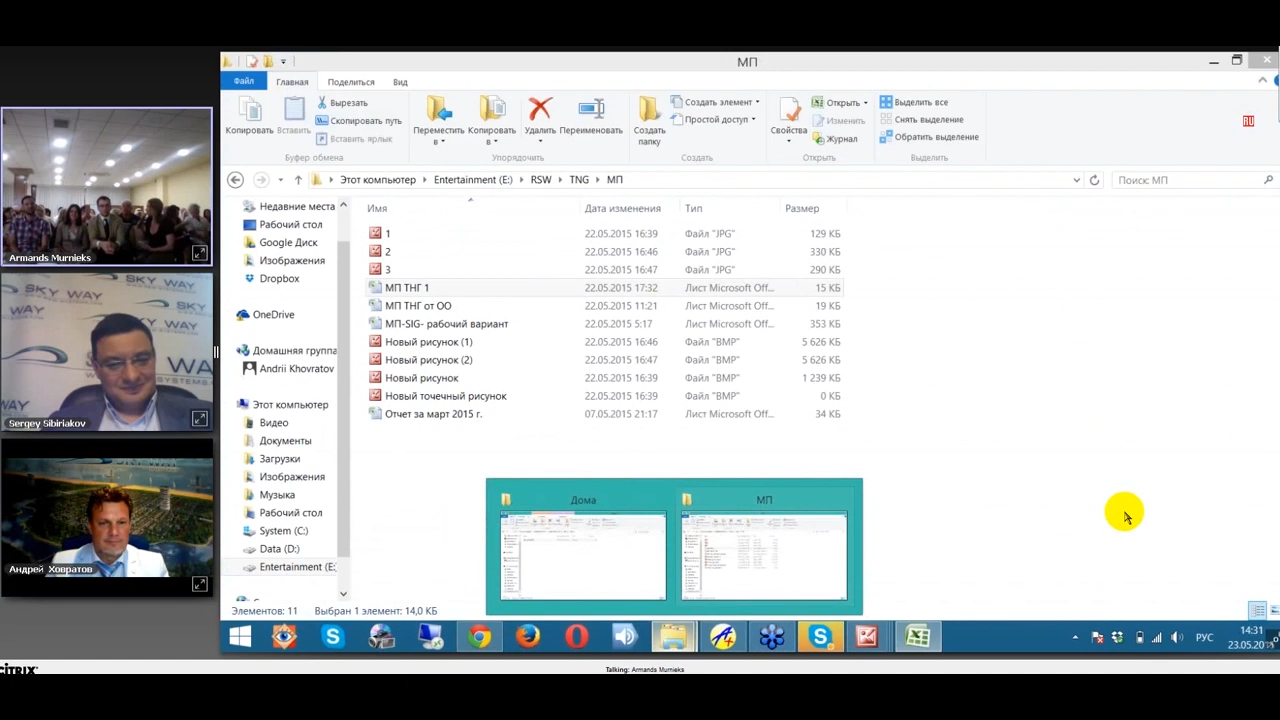 МП
Файл
Главная
Поделиться
Вид
Копировать
Вставить
Вырезать
Скопировать путь
Вставить ярлык
Буфер обмена
Переместить в
Копировать в
Удалить
Переименовать
Упорядочить
Создать папку
Создать элемент
Простой доступ
Создать
Свойства
Открыть
Изменить
Журнал
Открыть
Выделить все
Снять выделение
Обратить выделение
Выделить
RU
Этот компьютер
Entertainment (E:)
RSW
TNG
МП
Поиск: МП
Имя Дата изменения Тип Размер
1 22.05.2015 16:39 Файл "JPG" 129 КБ
2 22.05.2015 16:46 Файл "JPG" 330 КБ
3 22.05.2015 16:47 Файл "JPG" 290 КБ
МП ТНГ 1 22.05.2015 17:32 Лист Microsoft Off... 15 КБ
МП ТНГ от ОО 22.05.2015 11:21 Лист Microsoft Off... 19 КБ
МП-SIG- рабочий вариант 22.05.2015 5:17 Лист Microsoft Off... 353 КБ
Новый рисунок (1) 22.05.2015 16:46 Файл "BMP" 5 626 КБ
Новый рисунок (2) 22.05.2015 16:47 Файл "BMP" 5 626 КБ
Новый рисунок 22.05.2015 16:39 Файл "BMP" 1 239 КБ
Новый точечный рисунок 22.05.2015 16:39 Файл "BMP" 0 КБ
Отчет за март 2015 г. 07.05.2015 21:17 Лист Microsoft Off... 34 КБ
Недавние места
Рабочий стол
Google Диск
Изображения
Dropbox
OneDrive
Домашняя группа
Andrii Khovratov
Этот компьютер
Видео
Документы
Загрузки
Изображения
Музыка
Рабочий стол
System (C:)
Data (D:)
Entertainment (E:
Элементов: 11 Выбран 1 элемент: 14,0 КБ
Дома
МП
Armands Murnieks
SKY WAY
Sergey Sibiriakov
Андрей Ховратов
РУС
14:31
CITRIX
Talking: Armands Murnieks